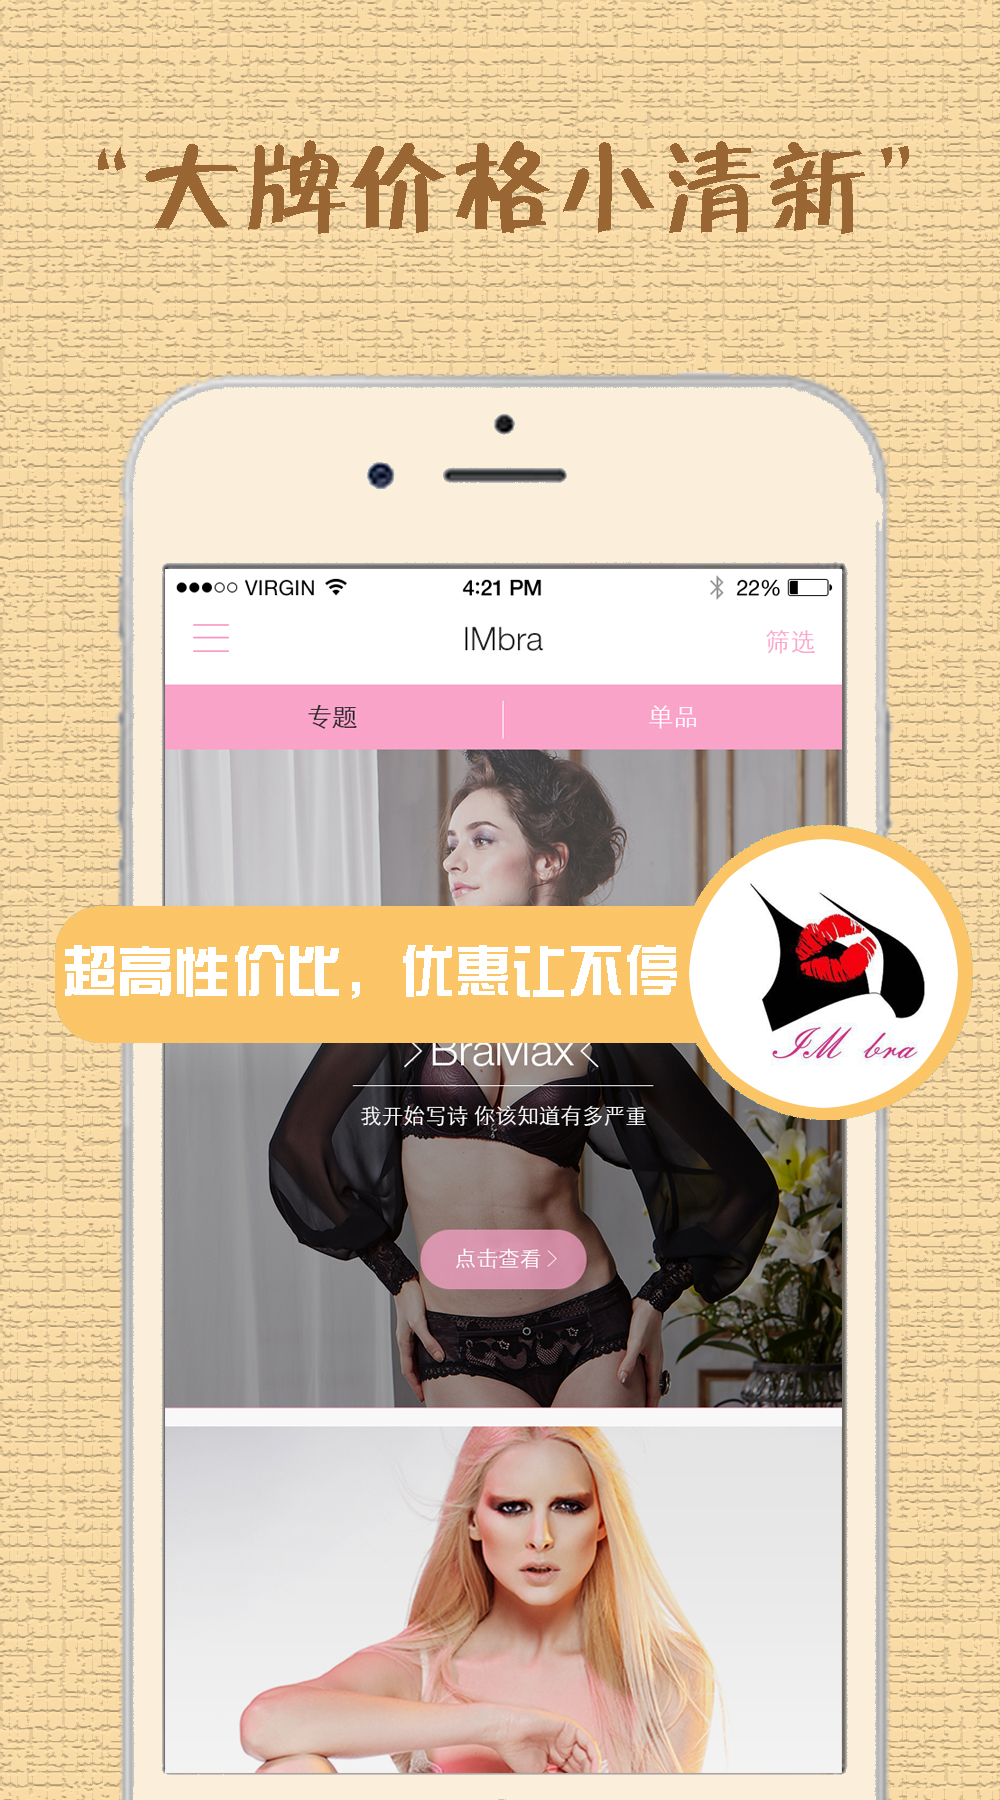 “大牌价格小清新”
VIRGIN 4:21 PM 22%
IMbra 筛选
专题 单品
超高性价比，优惠让不停
IM bra
BraMax
我开始写诗 你该知道有多严重
点击查看